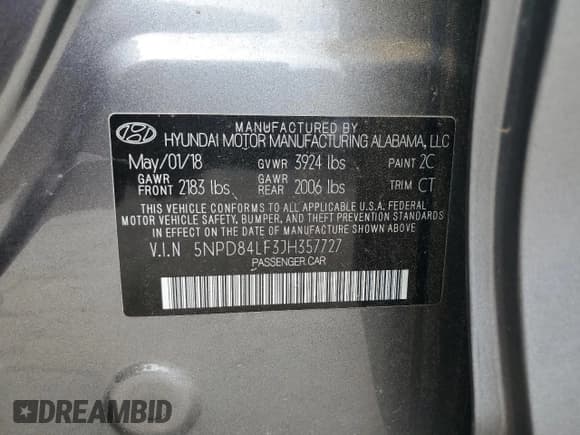 MANUFACTURED BY
HYUNDAI MOTOR MANUFACTURING ALABAMA, LLC
May/01/18 GVWR 3924 lbs PAINT 2C
GAWR FRONT 2183 lbs GAWR REAR 2006 lbs TRIM CT
THIS VEHICLE CONFORMS TO ALL APPLICABLE U.S.A. FEDERAL
MOTOR VEHICLE SAFETY, BUMPER, AND THEFT PREVENTION STANDARDS
IN EFFECT ON THE DATE OF MANUFACTURE SHOWN ABOVE
V.I.N 5NPD84LF3JH357727
PASSENGER CAR
DREAMBID